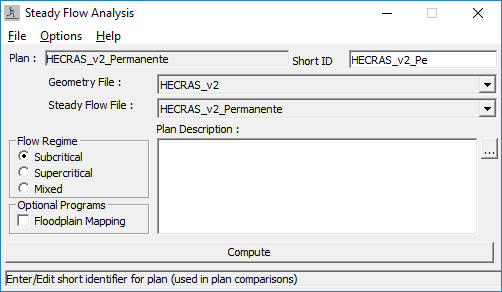 Steady Flow Analysis
File Options Help
Plan : HECRAS_v2_Permanente Short ID HECRAS_v2_Pe
Geometry File : HECRAS_v2
Steady Flow File : HECRAS_v2_Permanente
Plan Description :
Flow Regime
Subcritical
Supercritical
Mixed
Optional Programs
Floodplain Mapping
...
Compute
Enter/Edit short identifier for plan (used in plan comparisons)